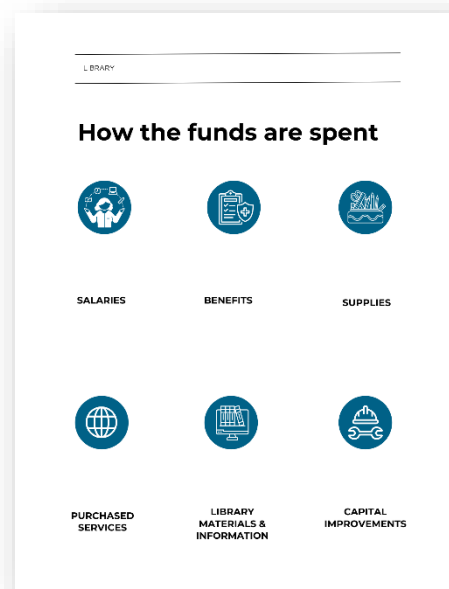 LIBRARY
How the funds are spent
SALARIES
BENEFITS
SUPPLIES
PURCHASED
SERVICES
LIBRARY
MATERIALS &
INFORMATION
CAPITAL
IMPROVEMENTS